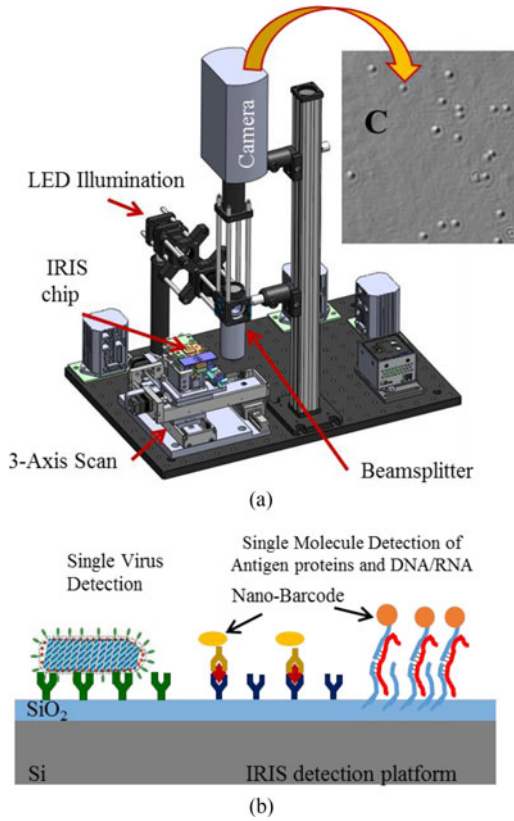 Camera
C
LED Illumination
IRIS
chip
3-Axis Scan
Beamsplitter
(a)
Single Virus
Detection
Single Molecule Detection of
Antigen proteins and DNA/RNA
Nano-Barcode
SiO₂
Si
IRIS detection platform
(b)